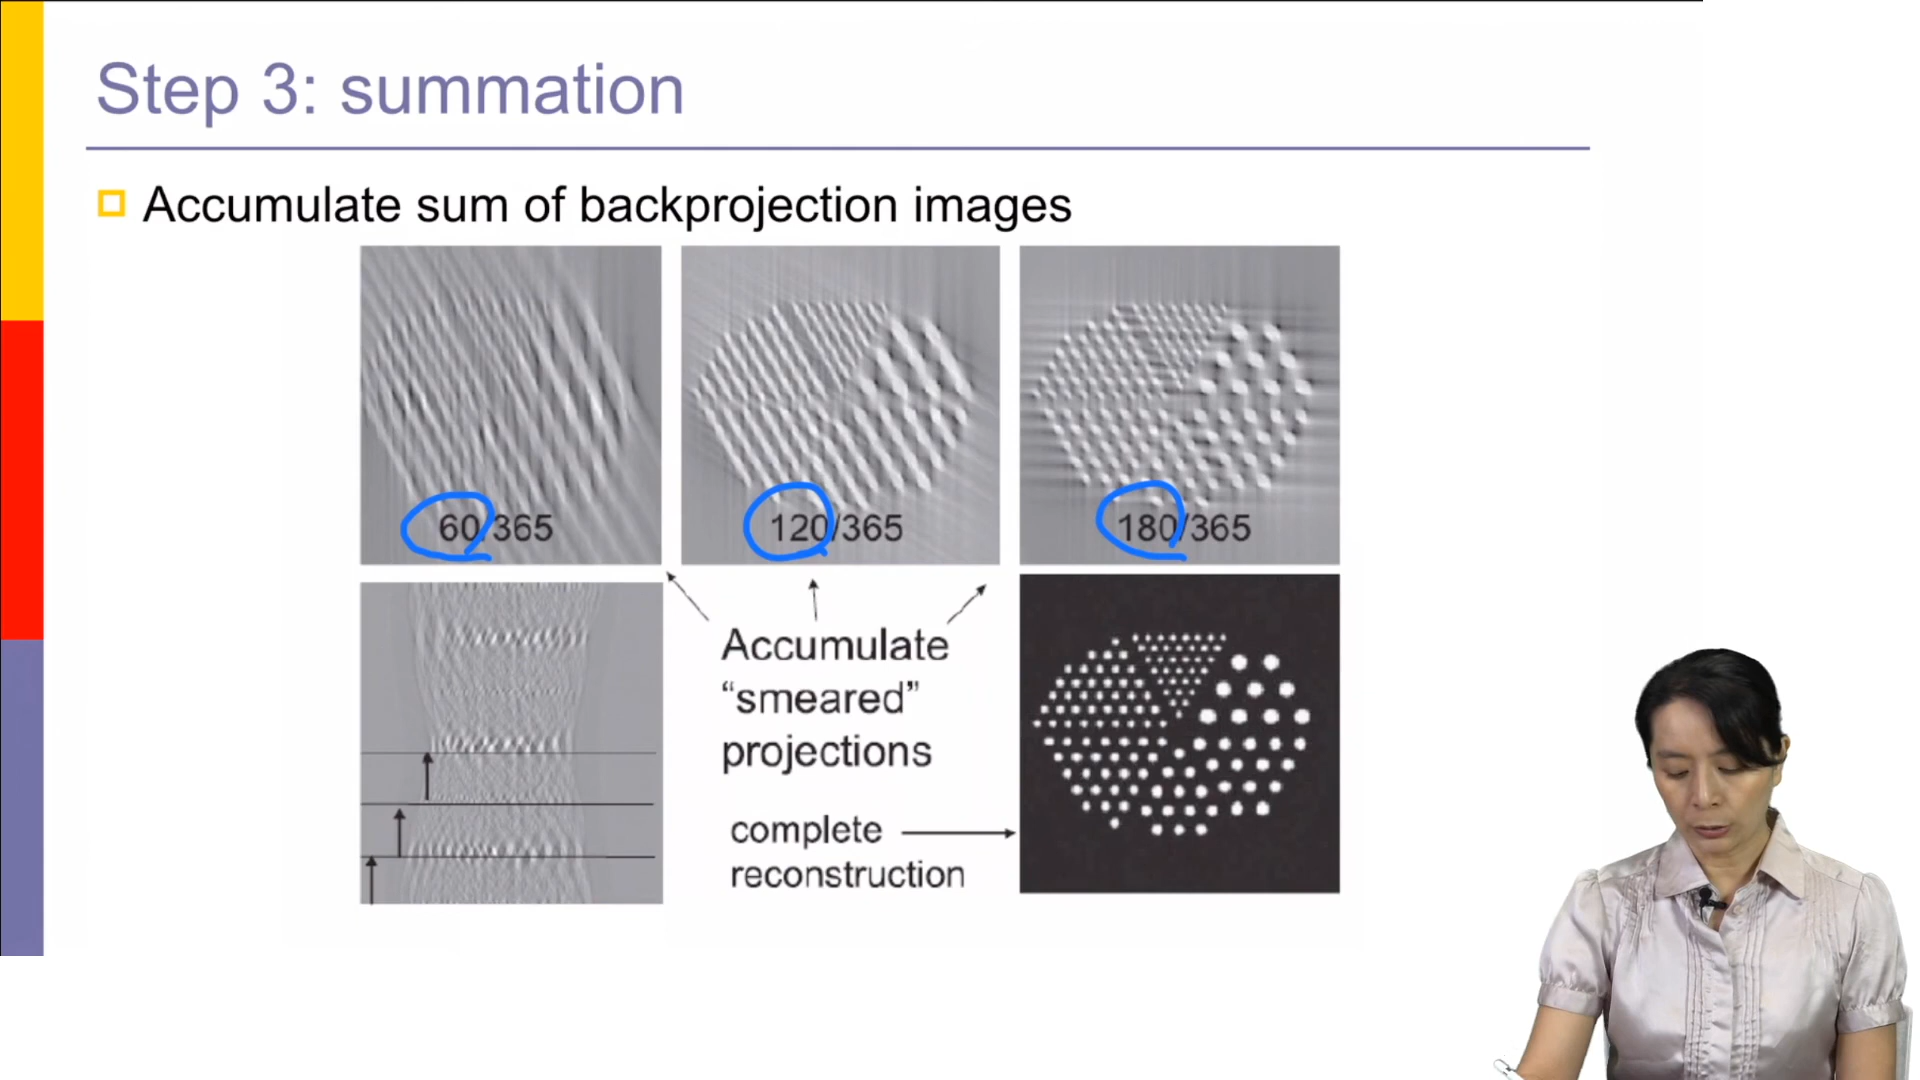 Step 3: summation
Accumulate sum of backprojection images
60/365
120/365
180/365
Accumulate
“smeared”
projections
complete
reconstruction